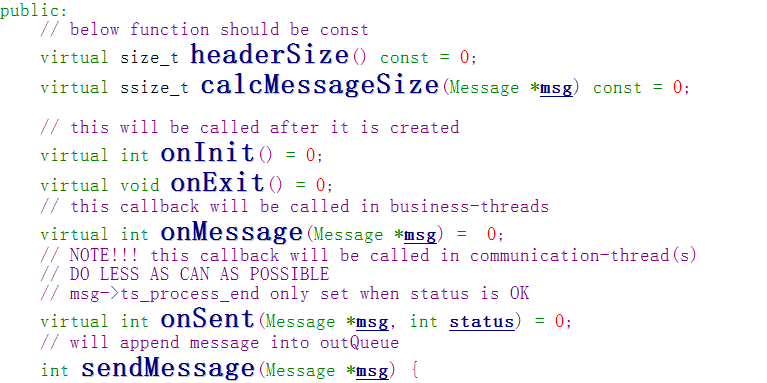 public:
// below function should be const
virtual size_t headerSize() const = 0;
virtual ssize_t calcMessageSize(Message *msg) const = 0;
// this will be called after it is created
virtual int onInit() = 0;
virtual void onExit() = 0;
// this callback will be called in business-threads
virtual int onMessage(Message *msg) =  0;
// NOTE!!! this callback will be called in communication-thread(s)
// DO LESS AS CAN AS POSSIBLE
// msg->ts_process_end only set when status is OK
virtual int onSent(Message *msg, int status) = 0;
// will append message into outQueue
int sendMessage(Message *msg) {